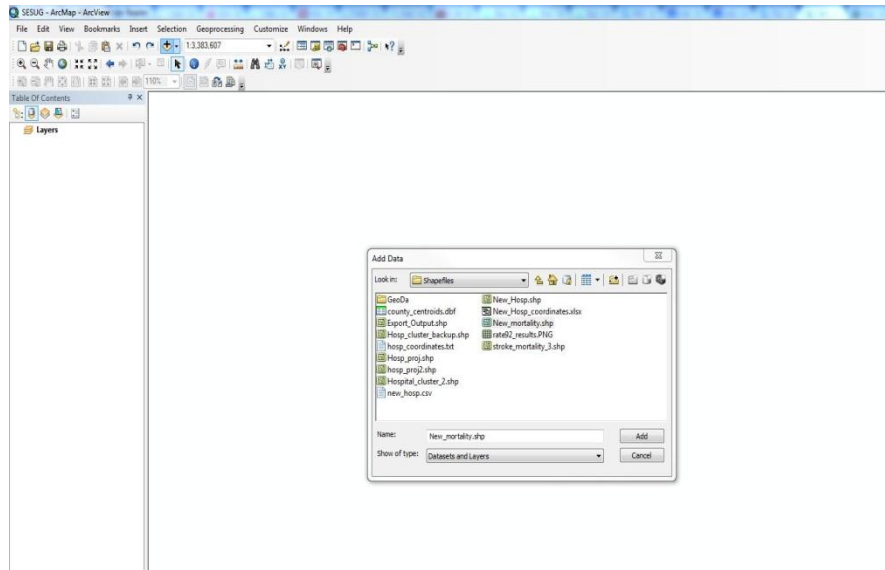 SESUG - ArcMap - ArcView
File Edit View Bookmarks Insert Selection Geoprocessing Customize Windows Help
1:3,383,607
110%
Table Of Contents
Layers
Add Data
Look in: Shapefiles
GeoDa New_Hosp.shp
county_centroids.dbf New_Hosp_coordinates.xlsx
Export_Output.shp New_mortality.shp
Hosp_cluster_backup.shp rate92_results.PNG
hosp_coordinates.txt stroke_mortality_3.shp
Hosp_proj.shp
hosp_proj2.shp
Hospital_cluster_2.shp
new_hosp.csv
Name: New_mortality.shp Add
Show of type: Datasets and Layers Cancel